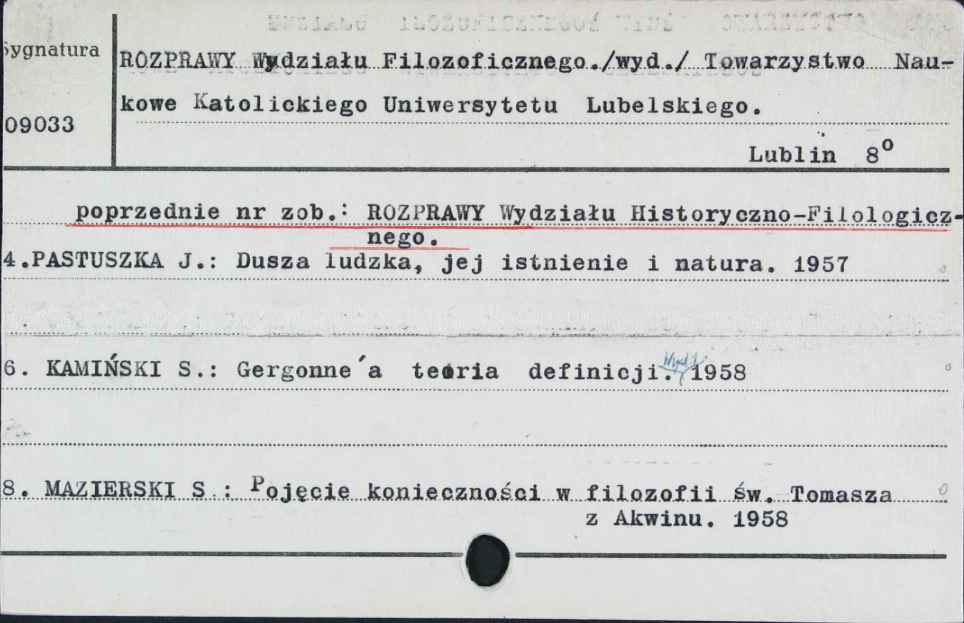 Sygnatura
ROZPRAWY Wydziału Filozoficznego./wyd./ Towarzystwo Nau-
kowe Katolickiego Uniwersytetu Lubelskiego.
09033
Lublin 8°
poprzednie nr zob.: ROZPRAWY Wydziału Historyczno-Filologicz-
nego.
4.PASTUSZKA J.: Dusza ludzka, jej istnienie i natura. 1957
6. KAMIŃSKI S.: Gergonne´a teoria definicji. Wyd.1. 1958
8. MAZIERSKI S.: Pojęcie konieczności w filozofii św. Tomasza
z Akwinu. 1958